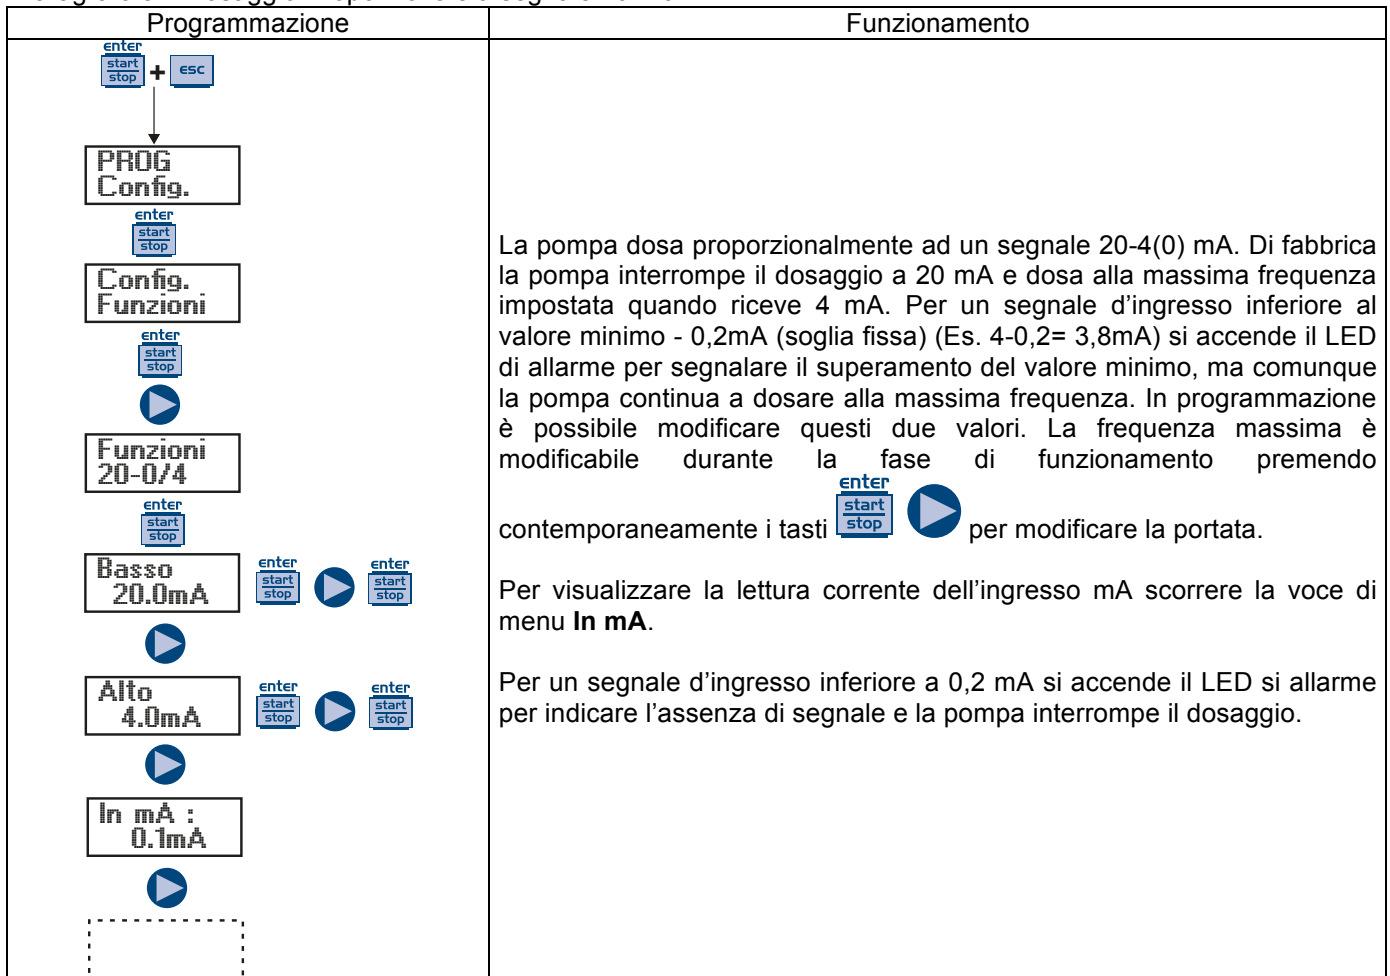 Programmazione
Funzionamento
enter
start
stop
+
esc
PROG
Config.
enter
start
stop
Config.
Funzioni
enter
start
stop
Funzioni
20-0/4
enter
start
stop
Basso
20.0mA
enter
start
stop
enter
start
stop
Alto
4.0mA
enter
start
stop
enter
start
stop
In mA :
0.1mA
La pompa dosa proporzionalmente ad un segnale 20-4(0) mA. Di fabbrica
la pompa interrompe il dosaggio a 20 mA e dosa alla massima frequenza
impostata quando riceve 4 mA. Per un segnale d’ingresso inferiore al
valore minimo - 0,2mA (soglia fissa) (Es. 4-0,2= 3,8mA) si accende il LED
di allarme per segnalare il superamento del valore minimo, ma comunque
la pompa continua a dosare alla massima frequenza. In programmazione
è possibile modificare questi due valori. La frequenza massima è
modificabile durante la fase di funzionamento premendo
contemporaneamente i tasti enter start stop per modificare la portata.
Per visualizzare la lettura corrente dell’ingresso mA scorrere la voce di
menu In mA.
Per un segnale d’ingresso inferiore a 0,2 mA si accende il LED si allarme
per indicare l’assenza di segnale e la pompa interrompe il dosaggio.